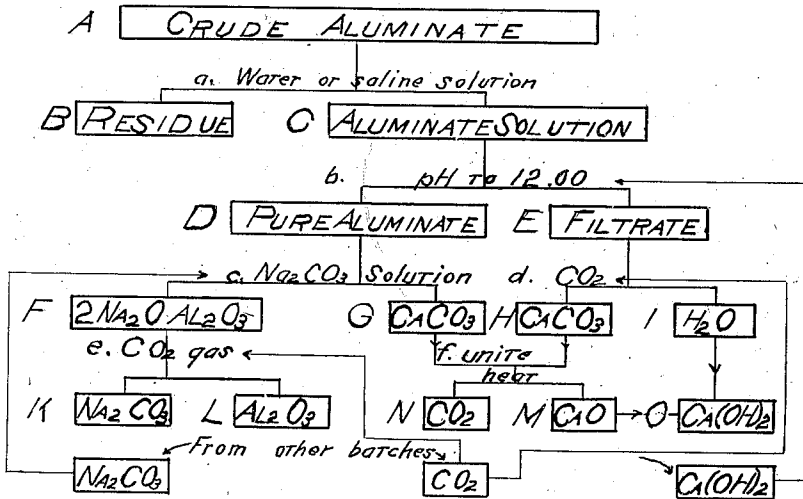 A CRUDE ALUMINATE
a. Water or saline solution
B RESIDUE C ALUMINATE SOLUTION
b. pH TO 12.00
D PURE ALUMINATE E FILTRATE
c. Na2CO3 Solution d. CO2
F 2NA2O AL2O3 G CACO3 H CACO3 I H2O
e. CO2 gas f. unite
heat
K NA2CO3 L AL2O3 N CO2 M CAO O CA(OH)2
From other batches
NA2CO3 CO2 CA(OH)2